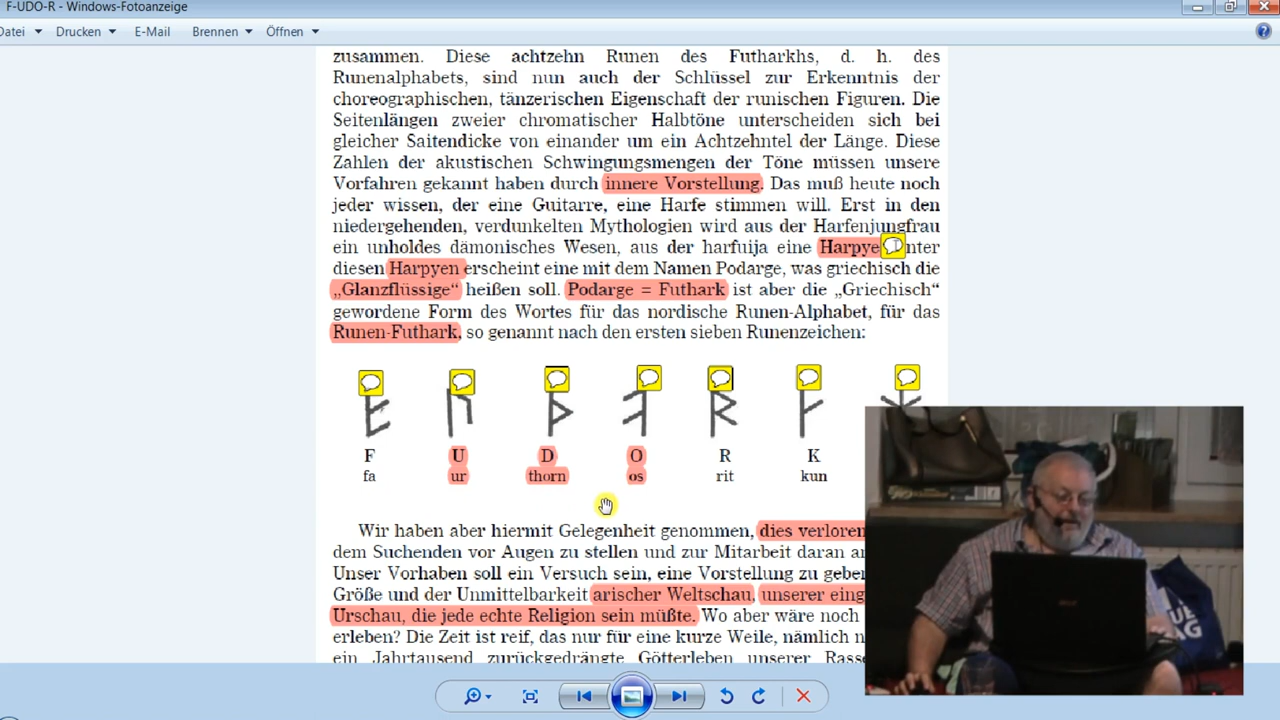 F-UDO-R - Windows-Fotoanzeige
Datei Drucken E-Mail Brennen Öffnen
zusammen. Diese achtzehn Runen des Futharkhs, d. h. des
Runenalphabets, sind nun auch der Schlüssel zur Erkenntnis der
choreographischen, tänzerischen Eigenschaft der runischen Figuren. Die
Seitenlängen zweier chromatischer Halbtöne unterscheiden sich bei
gleicher Saitendicke von einander um ein Achtzehntel der Länge. Diese
Zahlen der akustischen Schwingungsmengen der Töne müssen unsere
Vorfahren gekannt haben durch innere Vorstellung. Das muß heute noch
jeder wissen, der eine Guitarre, eine Harfe stimmen will. Erst in den
niedergehenden, verdunkelten Mythologien wird aus der Harfenjungfrau
ein unholdes dämonisches Wesen, aus der harfuija eine Harpye nter
diesen Harpyen erscheint eine mit dem Namen Podarge, was griechisch die
„Glanzflüssige“ heißen soll. Podarge = Futhark ist aber die „Griechisch“
gewordene Form des Wortes für das nordische Runen-Alphabet, für das
Runen-Futhark, so genannt nach den ersten sieben Runenzeichen:
F U D O R K
fa ur thorn os rit kun
Wir haben aber hiermit Gelegenheit genommen, dies verloren
dem Suchenden vor Augen zu stellen und zur Mitarbeit daran
Unser Vorhaben soll ein Versuch sein, eine Vorstellung zu geben
Größe und der Unmittelbarkeit arischer Weltschau, unserer eing
Urschau, die jede echte Religion sein müßte. Wo aber wäre noch
erleben? Die Zeit ist reif, das nur für eine kurze Weile, nämlich
ein Jahrtausend zurückgedrängte Götterleben unserer Rasse